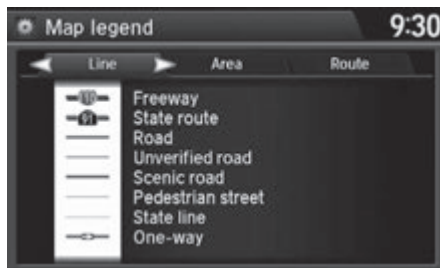 Map legend 9:30
Line Area Route
Freeway
State route
Road
Unverified road
Scenic road
Pedestrian street
State line
One-way